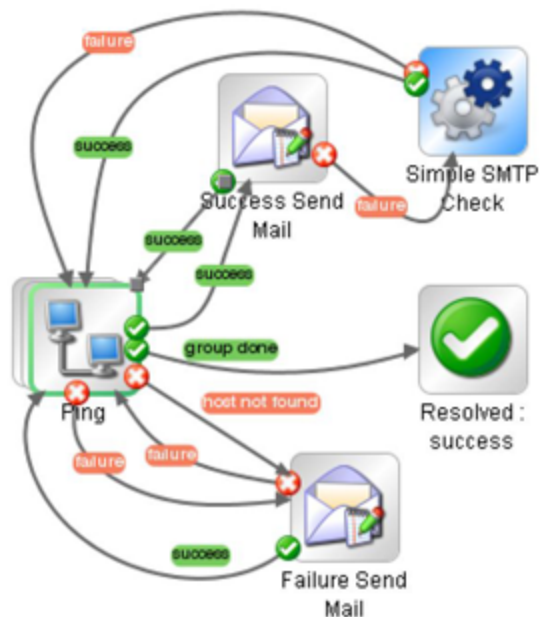 failure
success
Success Send
Mail
failure
Simple SMTP
Check
success
success
group done
host not found
Ping
failure
failure
success
Resolved :
success
Failure Send
Mail